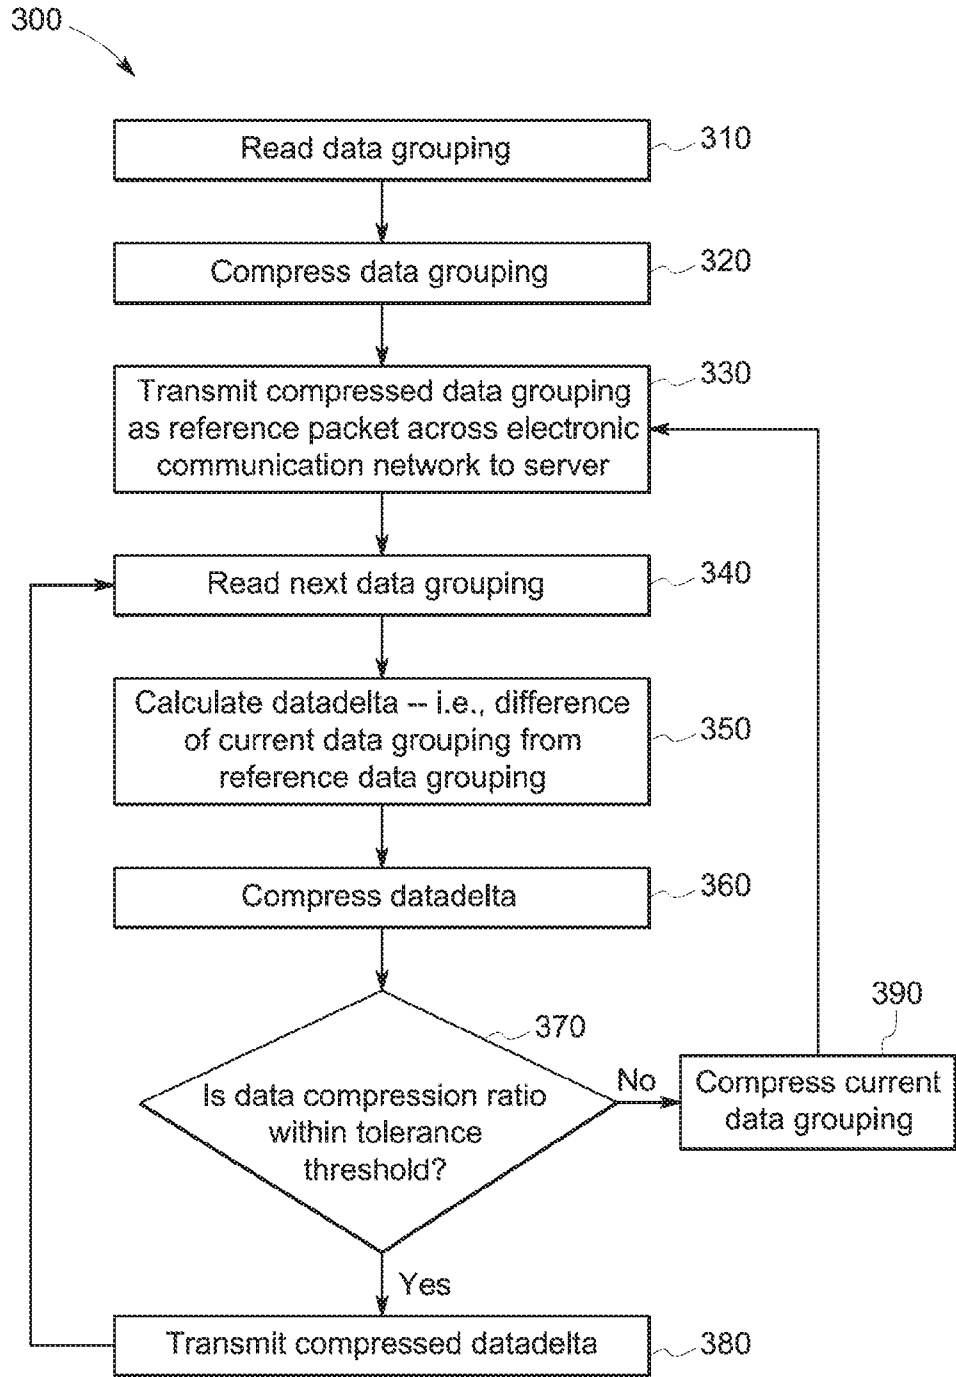 300
Read data grouping
310
Compress data grouping
320
Transmit compressed data grouping
as reference packet across electronic
communication network to server
330
Read next data grouping
340
Calculate datadelta -- i.e., difference
of current data grouping from
reference data grouping
350
Compress datadelta
360
370
Is data compression ratio
within tolerance
threshold?
No
390
Compress current
data grouping
Yes
Transmit compressed datadelta
380